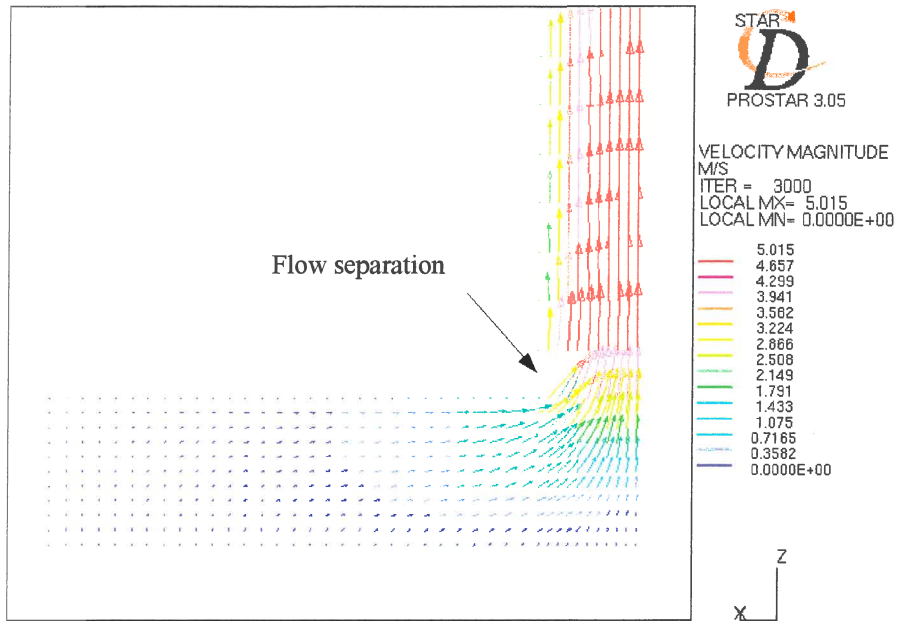 STAR
CD
PROSTAR 3.05
VELOCITY MAGNITUDE
M/S
ITER = 3000
LOCAL MX= 5.015
LOCAL MN= 0.0000E+00
5.015
4.657
4.299
3.941
3.582
3.224
2.866
2.508
2.149
1.791
1.433
1.075
0.7165
0.3582
0.0000E+00
Flow separation
Z
X